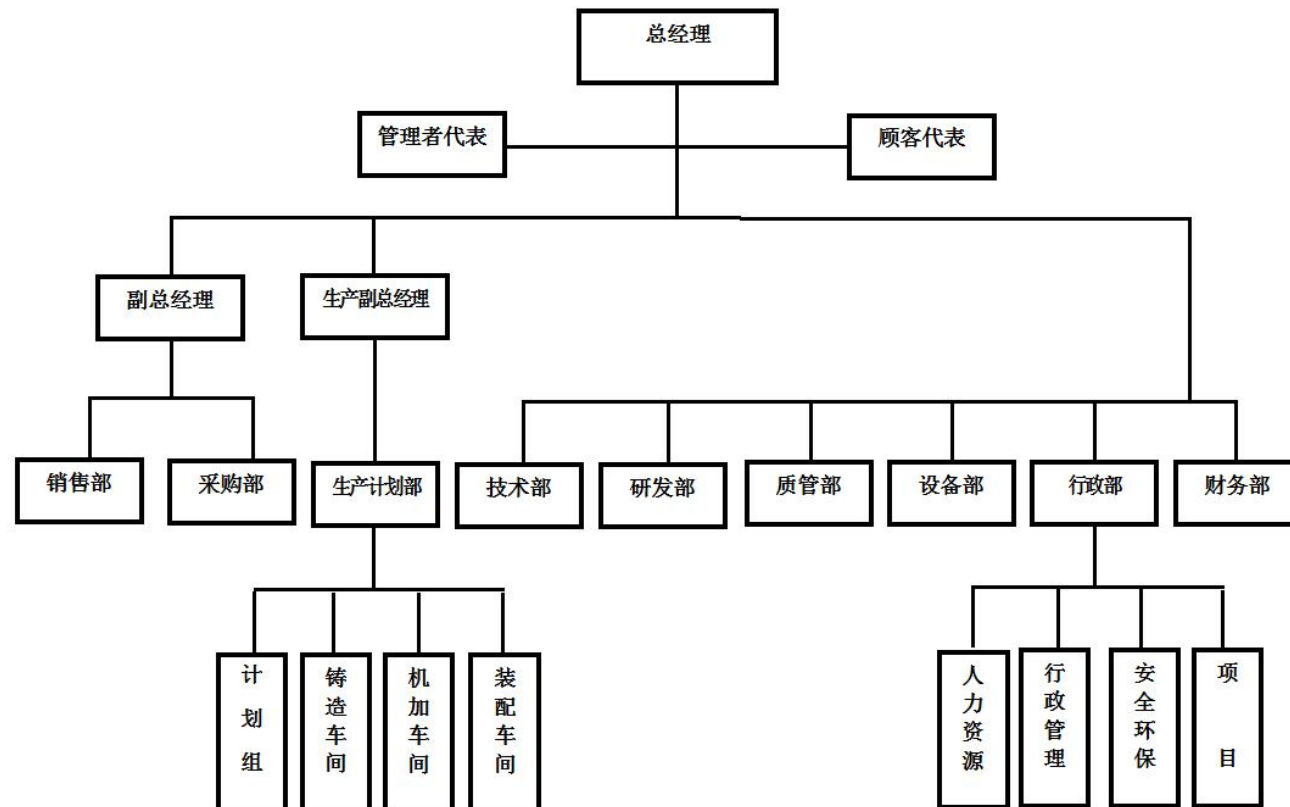 总经理
管理者代表
顾客代表
副总经理
生产副总经理
销售部
采购部
生产计划部
技术部
研发部
质管部
设备部
行政部
财务部
计划组
铸造车间
机加车间
装配车间
人力资源
行政管理
安全环保
项目